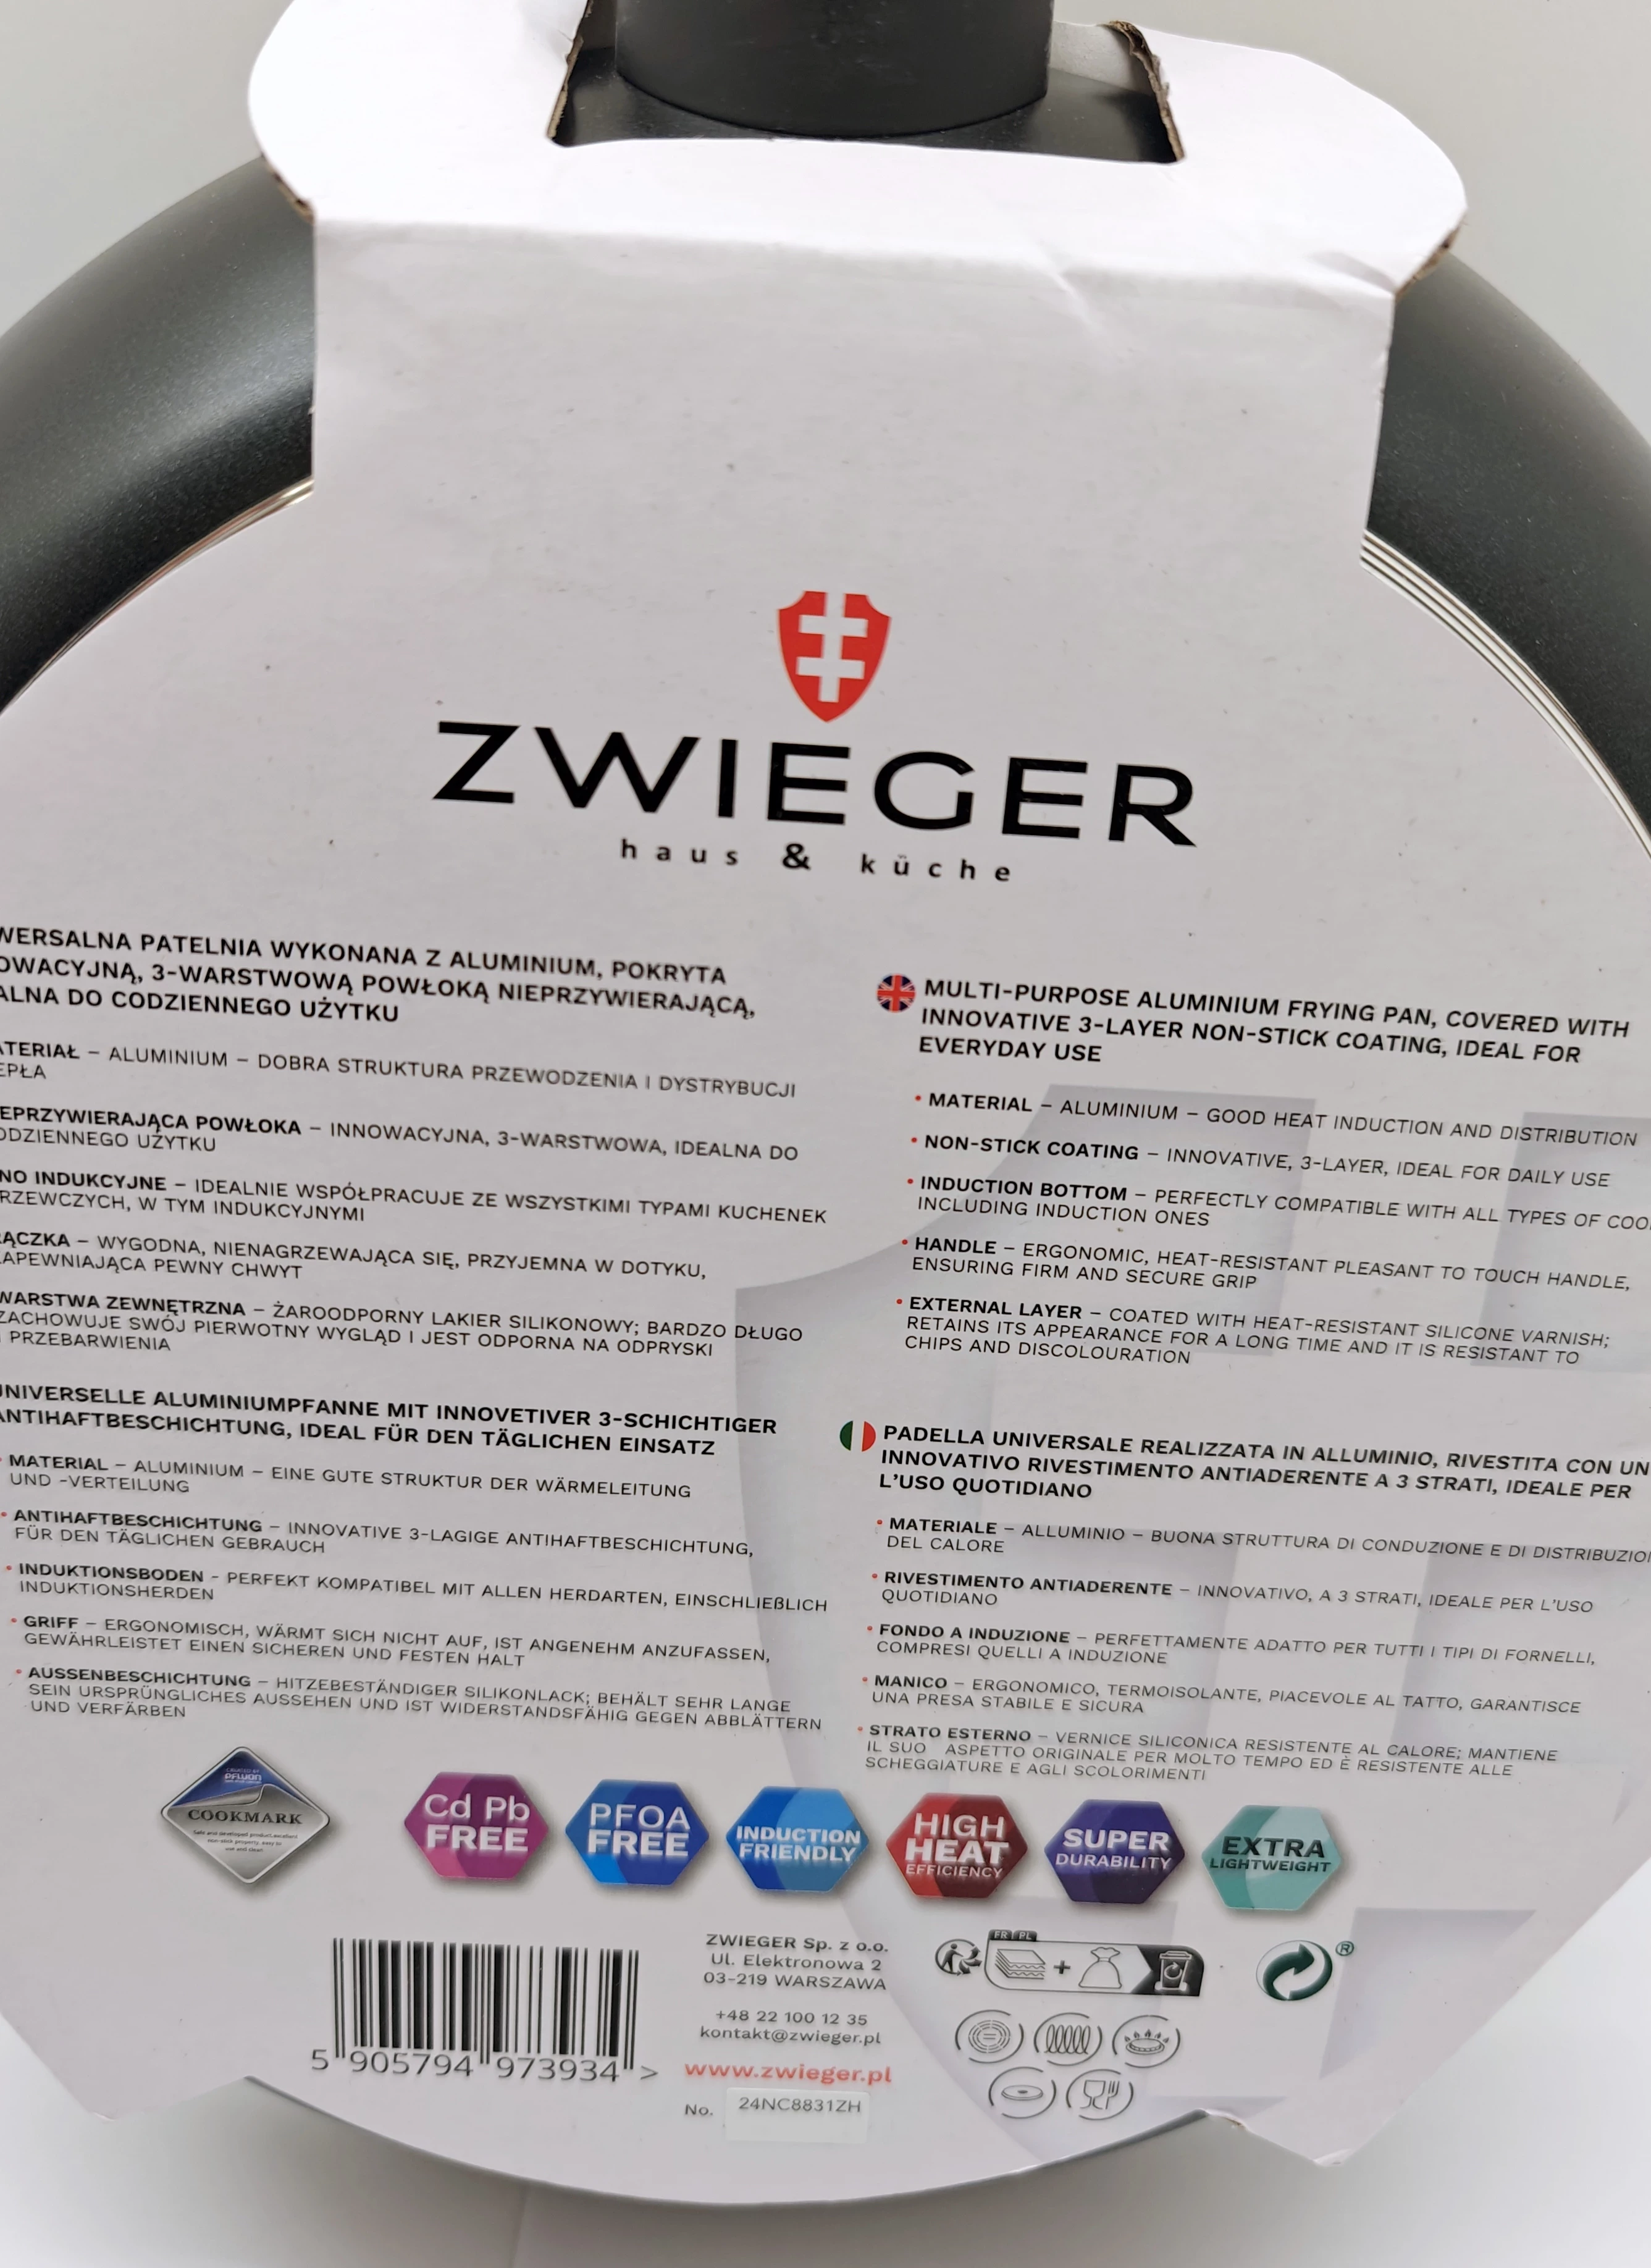 ZWIEGER
haus & küche
WERSALNA PATELNIA WYKONANA Z ALUMINIUM, POKRYTA
OWACYJNĄ, 3-WARSTWOWĄ POWŁOKĄ NIEPRZYWIERAJĄCĄ,
ALNA DO CODZIENNEGO UŻYTKU
ATERIAŁ – ALUMINIUM – DOBRA STRUKTURA PRZEWODZENIA I DYSTRYBUCJI
EPŁA
EPRZYWIERAJĄCA POWŁOKA – INNOWACYJNA, 3-WARSTWOWA, IDEALNA DO
ODZIENNEGO UŻYTKU
NO INDUKCYJNE – IDEALNIE WSPÓŁPRACUJE ZE WSZYSTKIMI TYPAMI KUCHENEK
RZEWCZYCH, W TYM INDUKCYJNYMI
ĄCZKA – WYGODNA, NIENAGRZEWAJĄCA SIĘ, PRZYJEMNA W DOTYKU,
APEWNIAJĄCA PEWNY CHWYT
WARSTWA ZEWNĘTRZNA – ŻAROODPORNY LAKIER SILIKONOWY; BARDZO DŁUGO
ZACHOWUJE SWÓJ PIERWOTNY WYGLĄD I JEST ODPORNA NA ODPRYSKI
PRZEBARWIENIA
MULTI-PURPOSE ALUMINIUM FRYING PAN, COVERED WITH
INNOVATIVE 3-LAYER NON-STICK COATING, IDEAL FOR
EVERYDAY USE
• MATERIAL – ALUMINIUM – GOOD HEAT INDUCTION AND DISTRIBUTION
• NON-STICK COATING – INNOVATIVE, 3-LAYER, IDEAL FOR DAILY USE
• INDUCTION BOTTOM – PERFECTLY COMPATIBLE WITH ALL TYPES OF COO
INCLUDING INDUCTION ONES
• HANDLE – ERGONOMIC, HEAT-RESISTANT PLEASANT TO TOUCH HANDLE,
ENSURING FIRM AND SECURE GRIP
• EXTERNAL LAYER – COATED WITH HEAT-RESISTANT SILICONE VARNISH;
RETAINS ITS APPEARANCE FOR A LONG TIME AND IT IS RESISTANT TO
CHIPS AND DISCOLOURATION
UNIVERSELLE ALUMINIUMPFANNE MIT INNOVETIVER 3-SCHICHTIGER
ANTIHAFTBESCHICHTUNG, IDEAL FÜR DEN TÄGLICHEN EINSATZ
• MATERIAL – ALUMINIUM – EINE GUTE STRUKTUR DER WÄRMELEITUNG
UND -VERTEILUNG
• ANTIHAFTBESCHICHTUNG – INNOVATIVE 3-LAGIGE ANTIHAFTBESCHICHTUNG,
FÜR DEN TÄGLICHEN GEBRAUCH
• INDUKTIONSBODEN - PERFEKT KOMPATIBEL MIT ALLEN HERDARTEN, EINSCHLIEßLICH
INDUKTIONSHERDEN
• GRIFF – ERGONOMISCH, WÄRMT SICH NICHT AUF, IST ANGENEHM ANZUFASSEN,
GEWÄHRLEISTET EINEN SICHEREN UND FESTEN HALT
• AUSSENBESCHICHTUNG – HITZEBESTÄNDIGER SILIKONLACK; BEHÄLT SEHR LANGE
SEIN URSPRÜNGLICHES AUSSEHEN UND IST WIDERSTANDSFÄHIG GEGEN ABBLÄTTERN
UND VERFÄRBEN
PADELLA UNIVERSALE REALIZZATA IN ALLUMINIO, RIVESTITA CON UN
INNOVATIVO RIVESTIMENTO ANTIADERENTE A 3 STRATI, IDEALE PER
L'USO QUOTIDIANO
• MATERIALE – ALLUMINIO – BUONA STRUTTURA DI CONDUZIONE E DI DISTRIBUZIO
DEL CALORE
• RIVESTIMENTO ANTIADERENTE – INNOVATIVO, A 3 STRATI, IDEALE PER L'USO
QUOTIDIANO
• FONDO A INDUZIONE – PERFETTAMENTE ADATTO PER TUTTI I TIPI DI FORNELLI,
COMPRESI QUELLI A INDUZIONE
• MANICO – ERGONOMICO, TERMOISOLANTE, PIACEVOLE AL TATTO, GARANTISCE
UNA PRESA STABILE E SICURA
• STRATO ESTERNO – VERNICE SILICONICA RESISTENTE AL CALORE; MANTIENE
IL SUO ASPETTO ORIGINALE PER MOLTO TEMPO ED È RESISTENTE ALLE
SCHEGGIATURE E AGLI SCOLORIMENTI
PFLUON
COOKMARK
Cd Pb
FREE
PFOA
FREE
INDUCTION
FRIENDLY
HIGH
HEAT
EFFICIENCY
SUPER
DURABILITY
EXTRA
LIGHTWEIGHT
5 905794 973934 >
ZWIEGER Sp. z o.o.
Ul. Elektronowa 2
03-219 WARSZAWA
+48 22 100 12 35
kontakt@zwieger.pl
www.zwieger.pl
No. 24NC8831ZH
FR PL
+
®